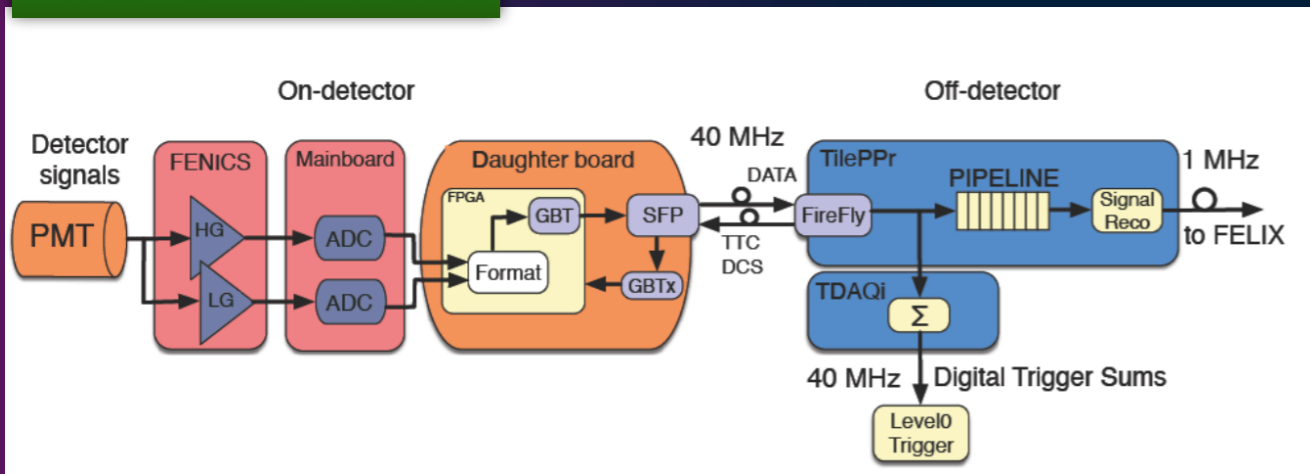 On-detector
Off-detector
Detector
signals
PMT
FENICS
HG
LG
Mainboard
ADC
ADC
Daughter board
FPGA
GBT
Format
SFP
GBTx
40 MHz
DATA
TTC
DCS
TilePPr
FireFly
PIPELINE
Signal
Reco
1 MHz
to FELIX
TDAQi
Σ
40 MHz
Digital Trigger Sums
Level0
Trigger